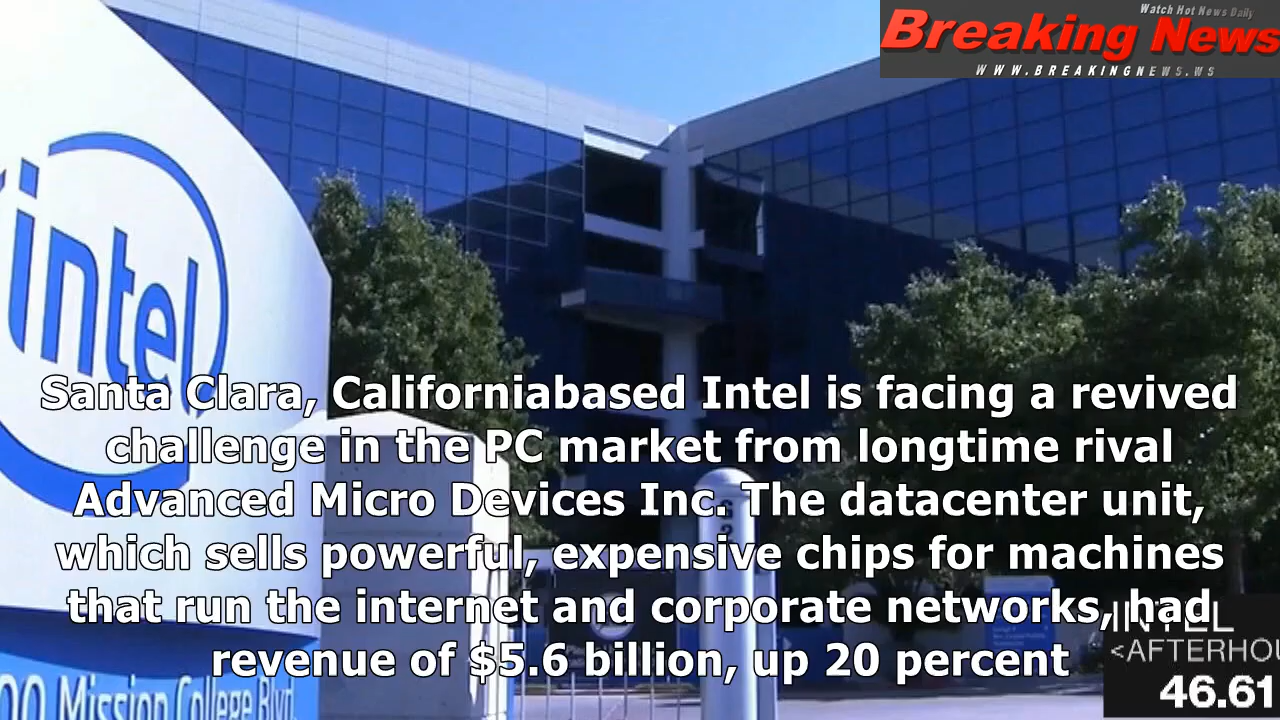 Watch Hot News Daily
Breaking News
WWW.BREAKINGNEWS.WS
intel
Santa Clara, Californiabased Intel is facing a revived
challenge in the PC market from longtime rival
Advanced Micro Devices Inc. The datacenter unit,
which sells powerful, expensive chips for machines
that run the internet and corporate networks, had
revenue of $5.6 billion, up 20 percent
INTEL
<AFTERHOU
46.61
00 Mission College Blvd.